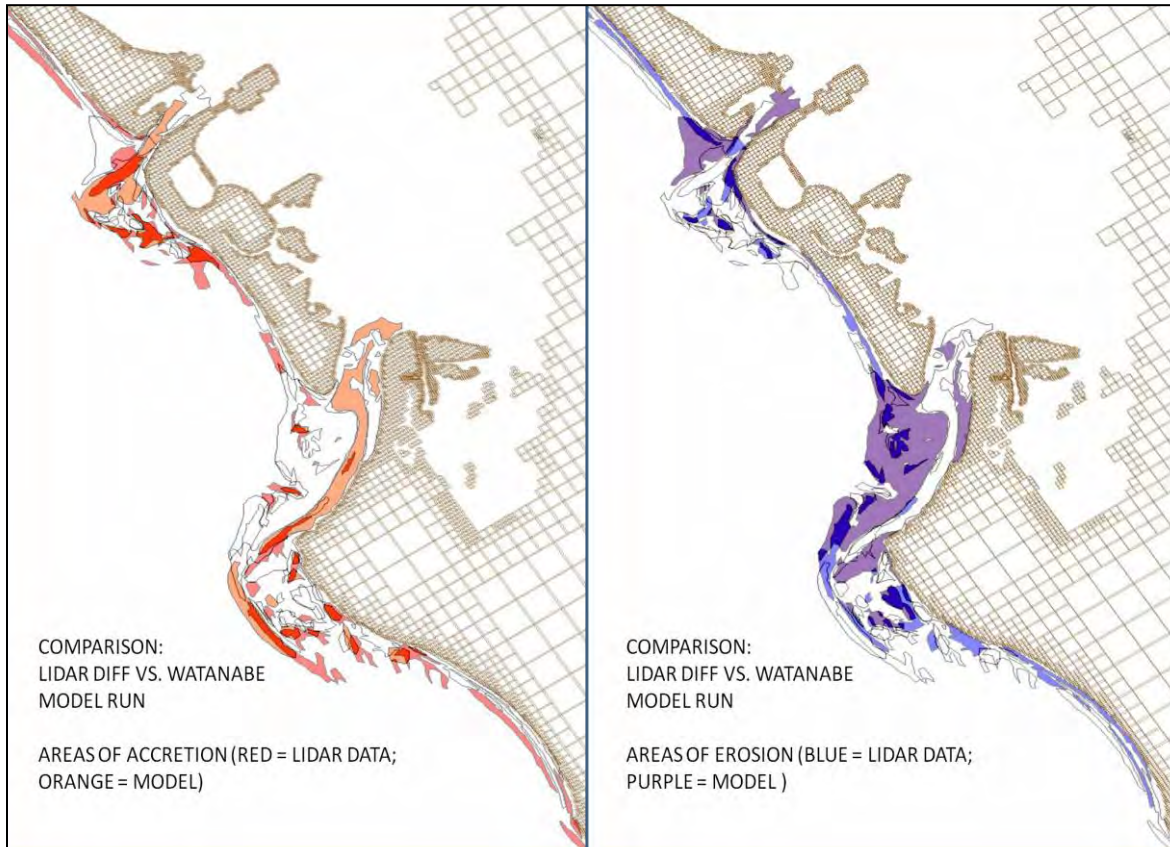 COMPARISON:
LIDAR DIFF VS. WATANABE
MODEL RUN
AREAS OF ACCRETION (RED = LIDAR DATA;
ORANGE = MODEL)
COMPARISON:
LIDAR DIFF VS. WATANABE
MODEL RUN
AREAS OF EROSION (BLUE = LIDAR DATA;
PURPLE = MODEL )